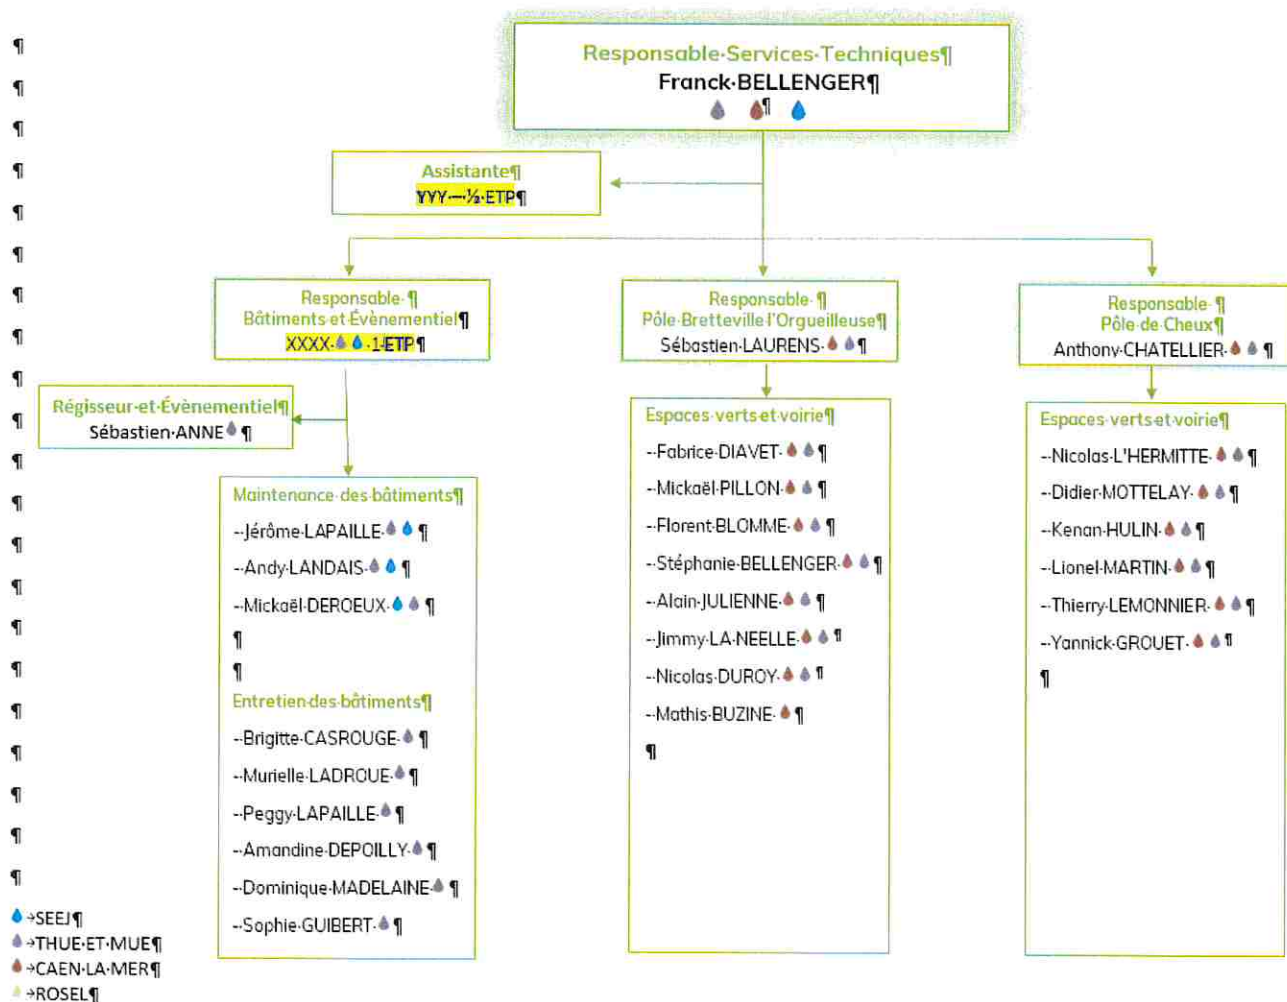 Responsable·Services·Techniques¶
Franck·BELLENGER¶
¶
Assistante¶
YYY·–·½·ETP¶
Responsable·¶
Bâtiments·et·Évènementiel¶
XXXX·1·ETP¶
Responsable·¶
Pôle·Bretteville·l'Orgueilleuse¶
Sébastien·LAURENS·¶
Responsable·¶
Pôle·de·Cheux¶
Anthony·CHATELLIER·¶
Régisseur·et·Évènementiel¶
Sébastien·ANNE¶
Maintenance·des·bâtiments¶
-·Jérôme·LAPAILLE·¶
-·Andy·LANDAIS·¶
-·Mickaël·DEROEUX·¶
¶
¶
Entretien·des·bâtiments¶
-·Brigitte·CASROUGE·¶
-·Murielle·LADROUE·¶
-·Peggy·LAPAILLE·¶
-·Amandine·DEPOILLY·¶
-·Dominique·MADELAINE·¶
-·Sophie·GUIBERT·¶
Espaces·verts·et·voirie¶
-·Fabrice·DIAVET·¶
-·Mickaël·PILLON·¶
-·Florent·BLOMME·¶
-·Stéphanie·BELLENGER·¶
-·Alain·JULIENNE·¶
-·Jimmy·LA·NEELLE·¶
-·Nicolas·DUROY·¶
-·Mathis·BUZINE·¶
¶
Espaces·verts·et·voirie¶
-·Nicolas·L'HERMITTE·¶
-·Didier·MOTTELAY·¶
-·Kenan·HULIN·¶
-·Lionel·MARTIN·¶
-·Thierry·LEMONNIER·¶
-·Yannick·GROUET·¶
¶
→SEEJ¶
→THUE·ET·MUE¶
→CAEN·LA·MER¶
→ROSEL¶